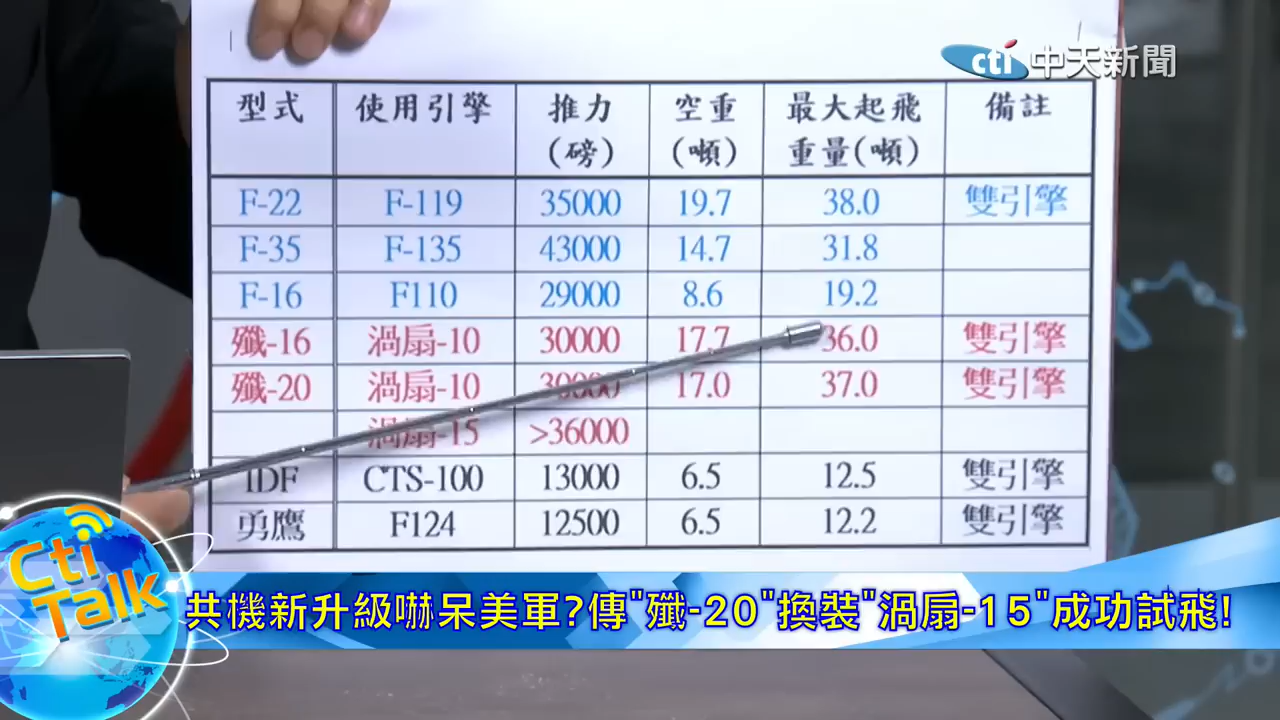 cti 中天新聞
型式 使用引擎 推力(磅) 空重(噸) 最大起飛重量(噸) 備註
F-22 F-119 35000 19.7 38.0 雙引擎
F-35 F-135 43000 14.7 31.8
F-16 F110 29000 8.6 19.2
殲-16 渦扇-10 30000 17.7 36.0 雙引擎
殲-20 渦扇-10 30000 17.0 37.0 雙引擎
渦扇-15 >36000
IDF CTS-100 13000 6.5 12.5 雙引擎
勇鷹 F124 12500 6.5 12.2 雙引擎
Cti
Talk
共機新升級嚇呆美軍?傳"殲-20"換裝"渦扇-15"成功試飛!